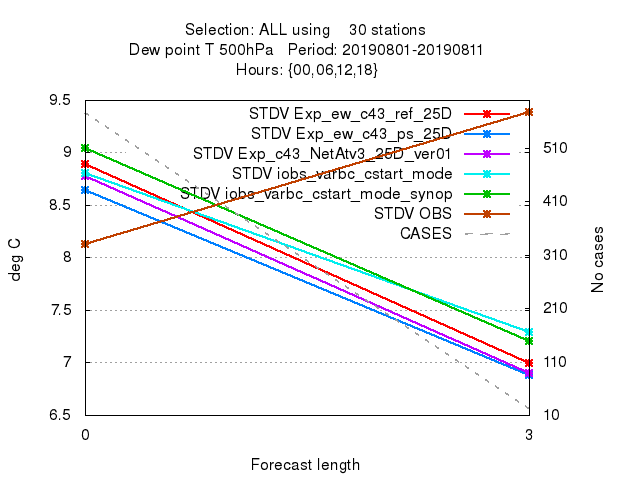 Selection: ALL using    30 stations
Dew point T 500hPa   Period: 20190801-20190811
Hours: {00,06,12,18}
9.5
STDV Exp_ew_c43_ref_25D
STDV Exp_ew_c43_ps_25D
9
STDV Exp_c43_NetAtv3_25D_ver01
510
STDV iobs_varbc_cstart_mode
STDV iobs_varbc_cstart_mode_synop
8.5
410
STDV OBS
CASES
deg C
8
310
No cases
7.5
210
7
110
6.5
10
0
3
Forecast length